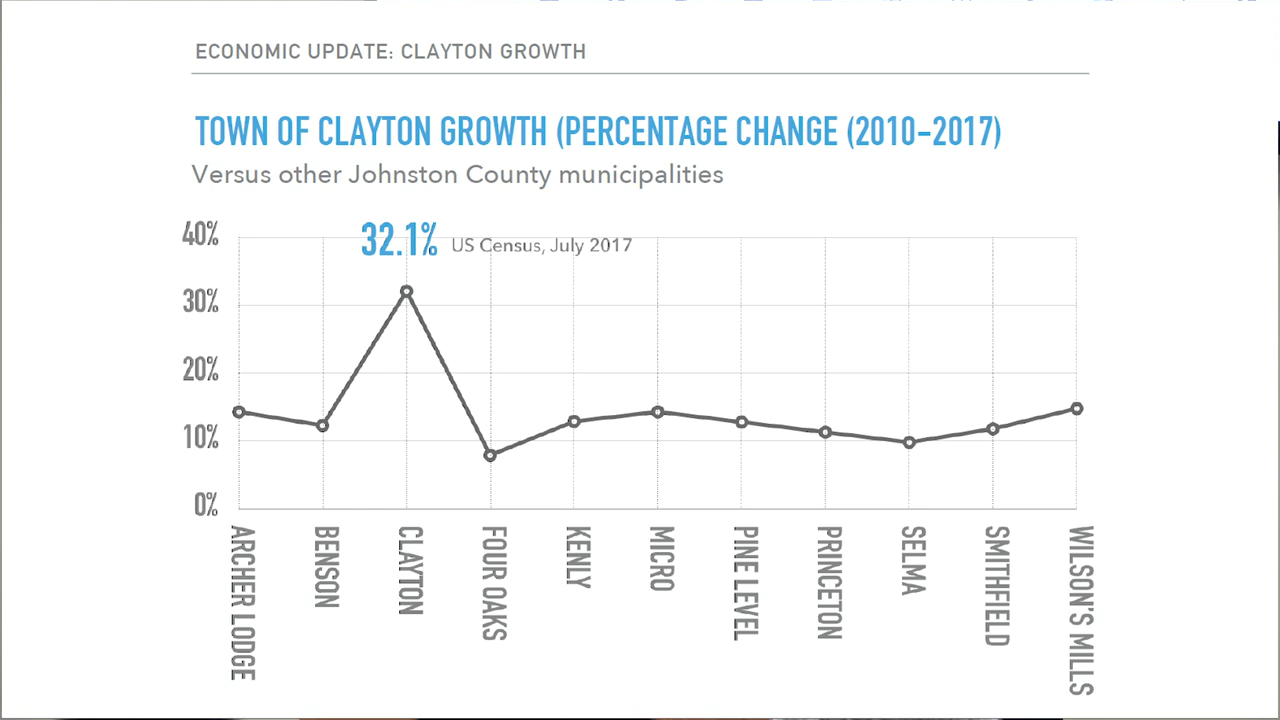 ECONOMIC UPDATE: CLAYTON GROWTH
TOWN OF CLAYTON GROWTH (PERCENTAGE CHANGE (2010-2017)
Versus other Johnston County municipalities
40%
32.1% US Census, July 2017
30%
20%
10%
0%
ARCHER LODGE
BENSON
CLAYTON
FOUR OAKS
KENLY
MICRO
PINE LEVEL
PRINCETON
SELMA
SMITHFIELD
WILSON'S MILLS